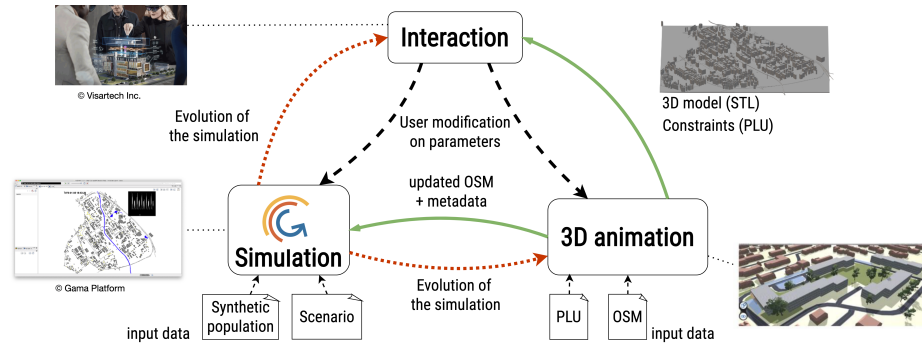 Interaction
© Visartech Inc.
3D model (STL)
Constraints (PLU)
Evolution of
the simulation
User modification
on parameters
updated OSM
+ metadata
Simulation
3D animation
© Gama Platform
Evolution of
the simulation
input data
Synthetic
population
Scenario
PLU
OSM
input data